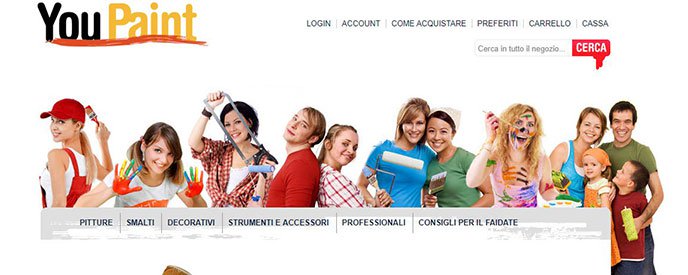 YouPaint
LOGIN | ACCOUNT | COME ACQUISTARE | PREFERITI | CARRELLO | CASSA
Cerca in tutto il negozio... CERCA
PITTURE | SMALTI | DECORATIVI | STRUMENTI E ACCESSORI | PROFESSIONALI | CONSIGLI PER IL FAIDATE